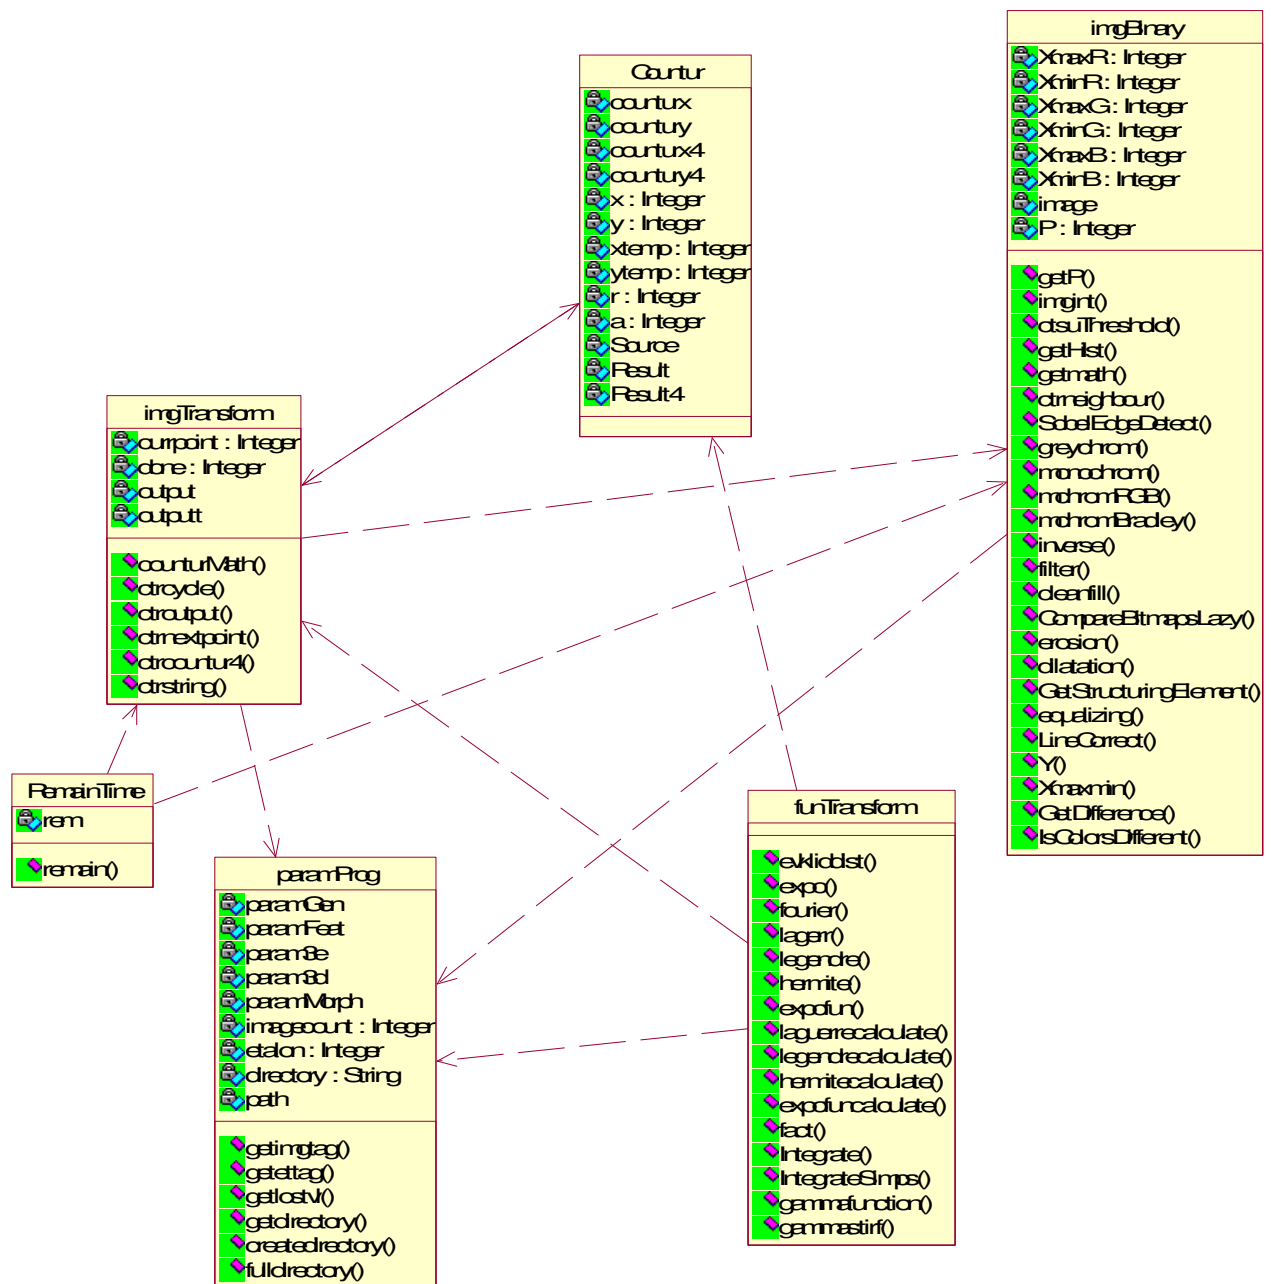 imgBinary
XmaxR : Integer
XminR : Integer
XmaxG : Integer
XminG : Integer
XmaxB : Integer
XminB : Integer
image
P : Integer
getP()
imgint()
otsuThreshold()
getHist()
getmath()
ctrneighbour()
SobelEdgeDetect()
greychrom()
monochrom()
mchromRGB()
mchromBradley()
inverse()
filter()
cleanfill()
CompareBitmapsLazy()
erosion()
dilatation()
GetStructuringElement()
equalizing()
LineCorrect()
Y()
Xmaxmin()
GetDifference()
IsColorsDifferent()
Countur
counturx
countury
counturx4
countury4
x : Integer
y : Integer
xtemp : Integer
ytemp : Integer
r : Integer
a : Integer
Source
Result
Result4
imgTransform
currpoint : Integer
done : Integer
output
outputt
counturMath()
ctrcycle()
ctroutput()
ctrnextpoint()
ctrcountur4()
ctrstring()
RemainTime
rem
remain()
paramProg
paramGen
paramFeat
param3e
param3d
paramMorph
imagecount : Integer
etalon : Integer
directory : String
path
getimgtag()
getettag()
getlostvl()
getdirectory()
createdirectory()
fulldirectory()
funTransform
evkliddist()
expo()
fourier()
lagerr()
legendre()
hermite()
expofun()
laguerrecalculate()
legendrecalculate()
hermitecalculate()
expofuncalculate()
fact()
Integrate()
IntegrateSimps()
gammafunction()
gammastirf()